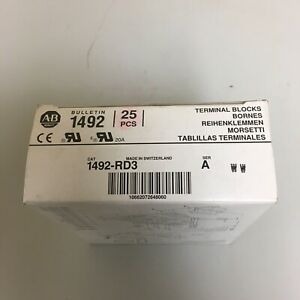 AB
BULLETIN
1492
25
PCS
20A
TERMINAL BLOCKS
BORNES
REIHENKLEMMEN
MORSETTI
TABLILLAS TERMINALES
CAT
MADE IN SWITZERLAND
SER
1492-RD3
A
W W
10662072648060